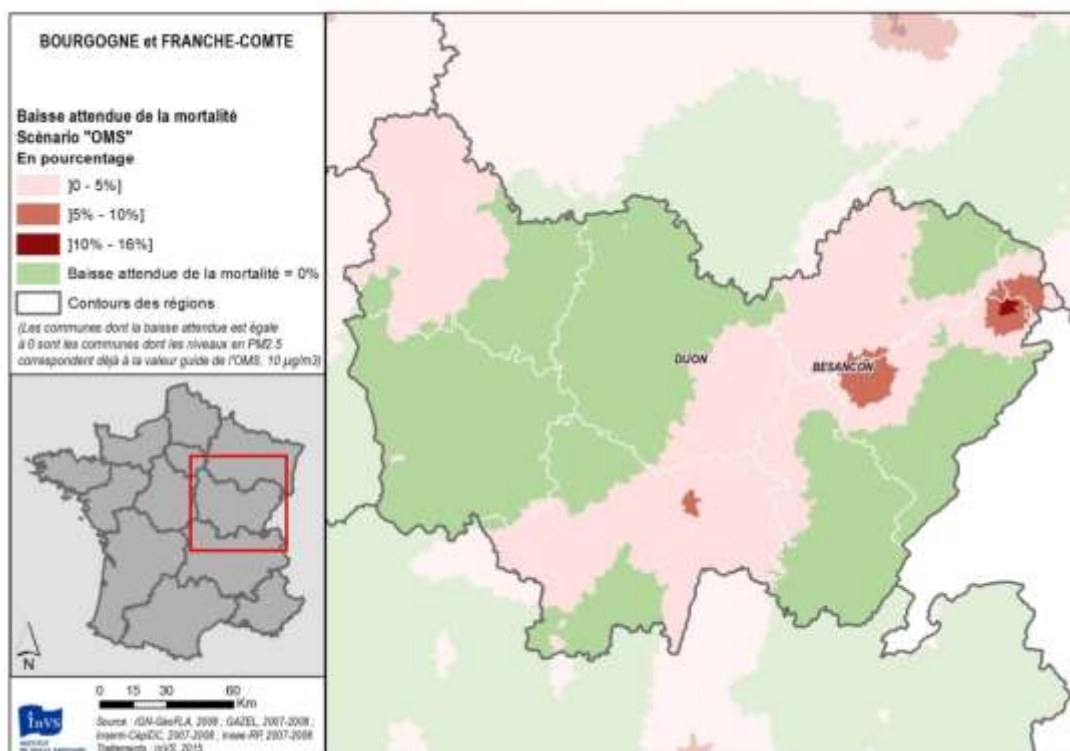 BOURGOGNE et FRANCHE-COMTE
Baisse attendue de la mortalité
Scénario "OMS"
En pourcentage
]0 - 5%]
]5% - 10%]
]10% - 16%]
Baisse attendue de la mortalité = 0%
Contours des régions
(Les communes dont la baisse attendue est égale
à 0 sont les communes dont les niveaux en PM2.5
correspondent déjà à la valeur guide de l'OMS, 10 µg/m3)
N
0 15 30 60
Km
InVS
Source : IGN-GéoFLA, 2008 ; GAZEL, 2007-2008 ;
Inserm-CépiDC, 2007-2008 ; Insee-RP, 2007-2008
Traitements : InVS, 2015
DIJON
BESANCON